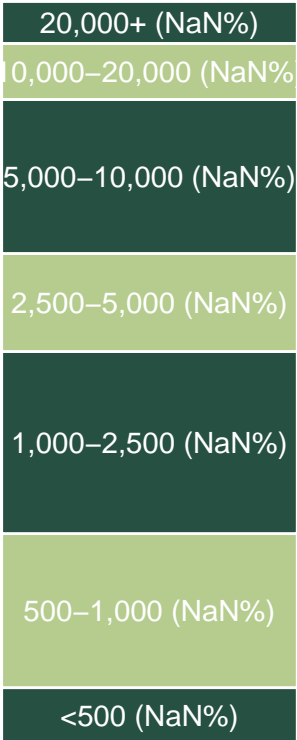 20,000+ (NaN%)
10,000–20,000 (NaN%)
5,000–10,000 (NaN%)
2,500–5,000 (NaN%)
1,000–2,500 (NaN%)
500–1,000 (NaN%)
<500 (NaN%)